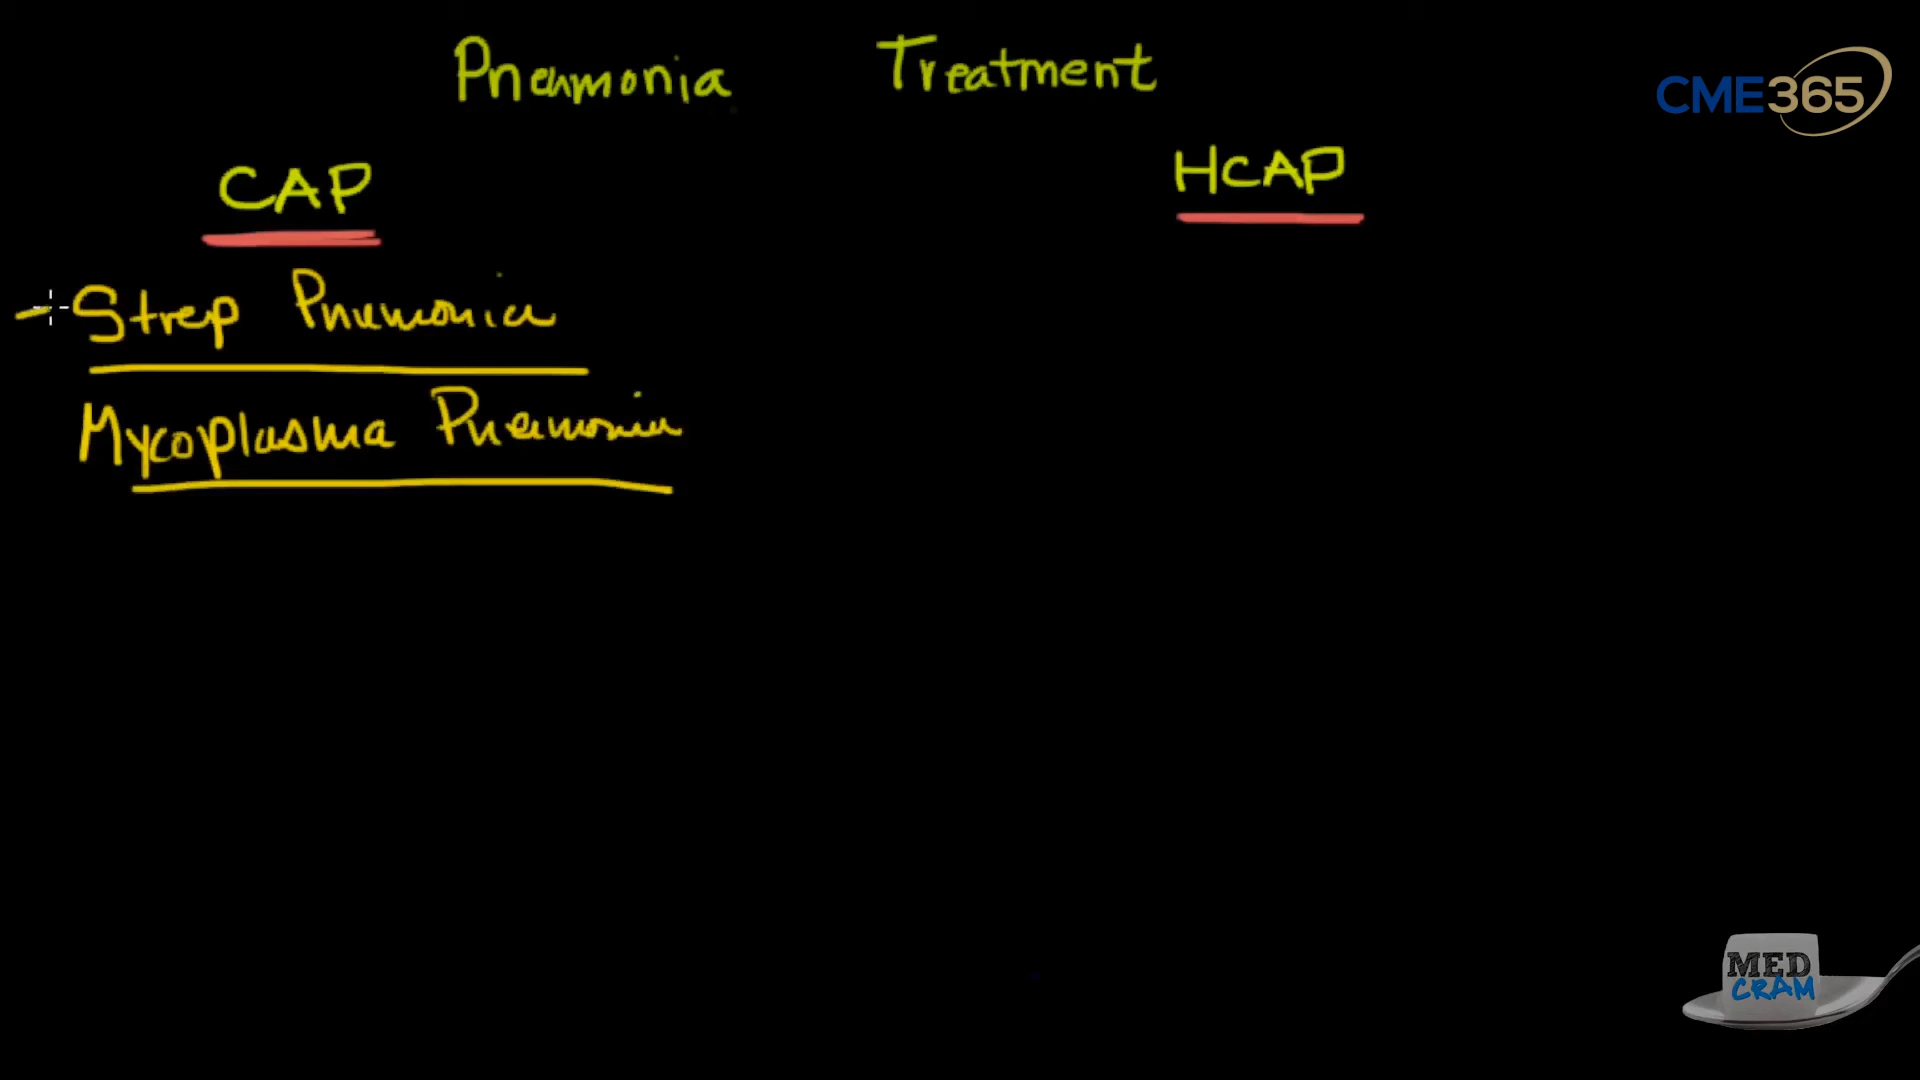 Pneumonia Treatment
CME365
CAP
HCAP
Strep Pneumonia
Mycoplasma Pneumonia
MED
CRAM